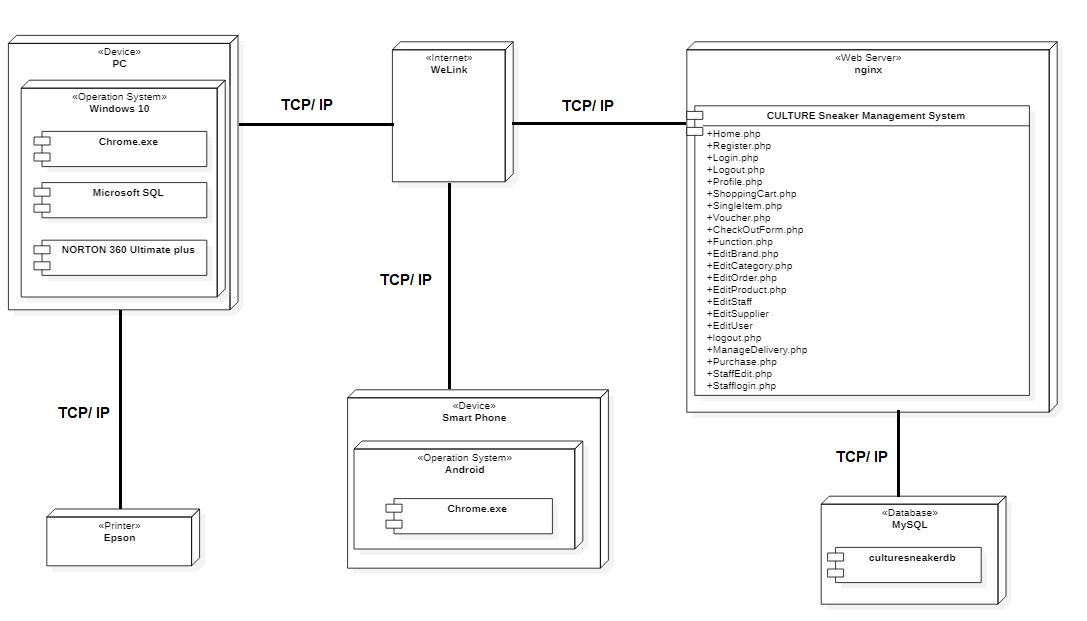 «Device»
PC
«Operation System»
Windows 10
Chrome.exe
Microsoft SQL
NORTON 360 Ultimate plus
TCP/ IP
«Internet»
WeLink
TCP/ IP
«Web Server»
nginx
CULTURE Sneaker Management System
+Home.php
+Register.php
+Login.php
+Logout.php
+Profile.php
+ShoppingCart.php
+SingleItem.php
+Voucher.php
+CheckOutForm.php
+Function.php
+EditBrand.php
+EditCategory.php
+EditOrder.php
+EditProduct.php
+EditStaff
+EditSupplier
+EditUser
+logout.php
+ManageDelivery.php
+Purchase.php
+StaffEdit.php
+Stafflogin.php
TCP/ IP
TCP/ IP
TCP/ IP
«Printer»
Epson
«Device»
Smart Phone
«Operation System»
Android
Chrome.exe
«Database»
MySQL
culturesneakerdb